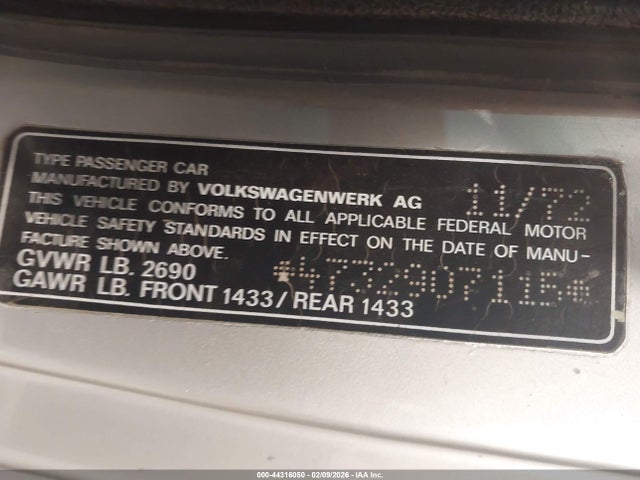 TYPE PASSENGER CAR
MANUFACTURED BY VOLKSWAGENWERK AG 11/72
THIS VEHICLE CONFORMS TO ALL APPLICABLE FEDERAL MOTOR
VEHICLE SAFETY STANDARDS IN EFFECT ON THE DATE OF MANU-
FACTURE SHOWN ABOVE.
GVWR LB. 2690 *4732907115*
GAWR LB. FRONT 1433/REAR 1433
000-44316050 - 02/09/2026 - IAA Inc.